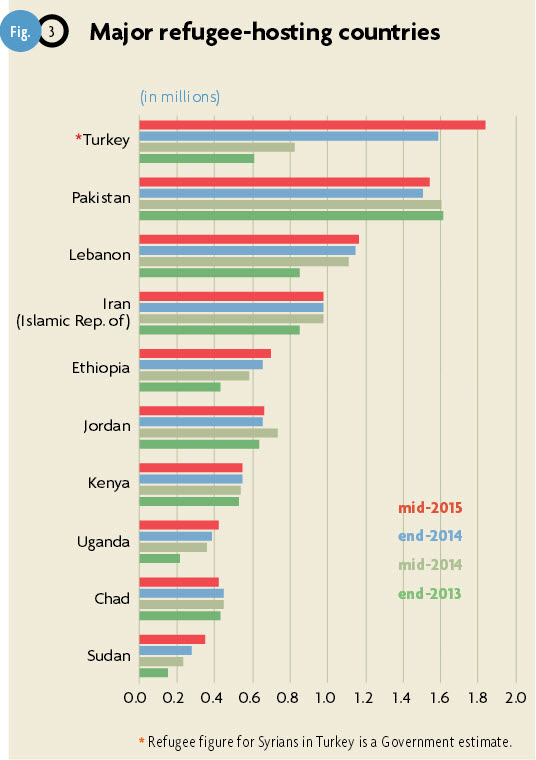 Fig. 3 Major refugee-hosting countries
(in millions)
*Turkey
Pakistan
Lebanon
Iran
(Islamic Rep. of)
Ethiopia
Jordan
Kenya
mid-2015
end-2014
Uganda
mid-2014
end-2013
Chad
Sudan
0.0 0.2 0.4 0.6 0.8 1.0 1.2 1.4 1.6 1.8 2.0
* Refugee figure for Syrians in Turkey is a Government estimate.